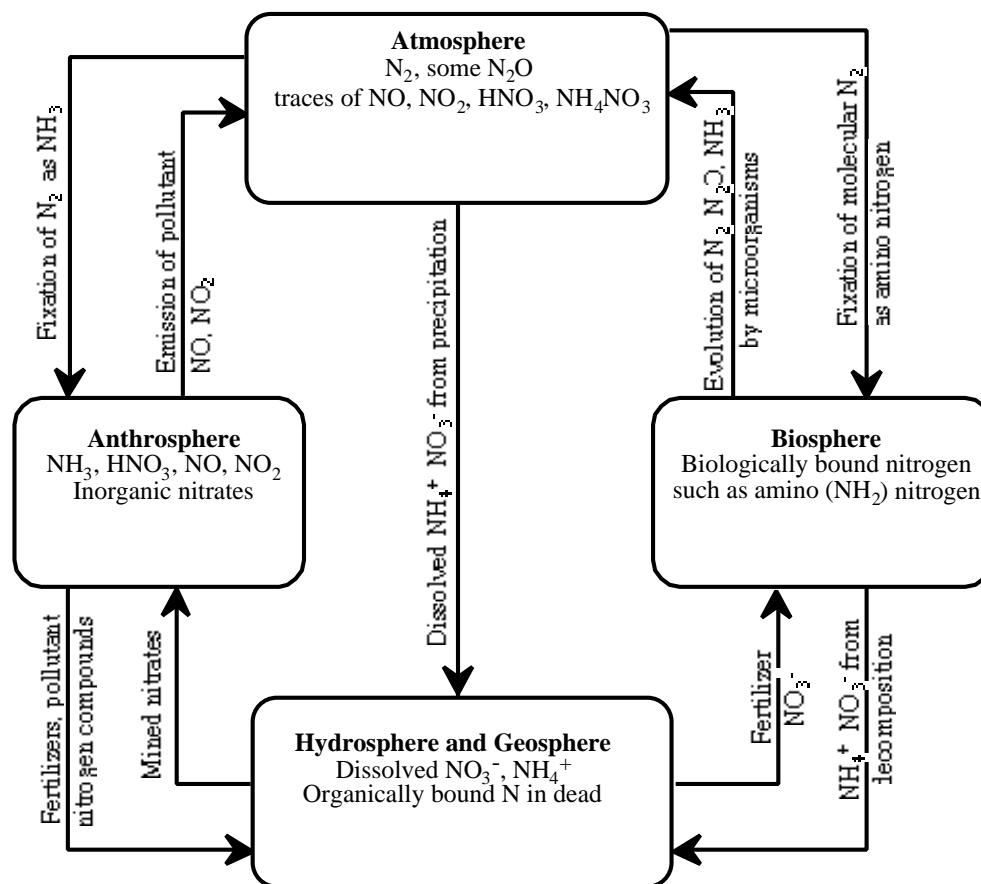 Atmosphere
N₂, some N₂O
traces of NO, NO₂, HNO₃, NH₄NO₃
Fixation of N₂ as NH₃
Emission of pollutant
NO, NO₂
Dissolved NH₄⁺ NO₃⁻ from precipitation
Evolution of N₂ N₂O, NH₃
by microorganisms
Fixation of molecular N₂
as amino nitrogen
Anthrosphere
NH₃, HNO₃, NO, NO₂
Inorganic nitrates
Biosphere
Biologically bound nitrogen
such as amino (NH₂) nitrogen
Fertilizers, pollutant
nitrogen compounds
Mined nitrates
Fertilizer
NO₃⁻
NH₄⁺ NO₃⁻ from
lecomposition
Hydrosphere and Geosphere
Dissolved NO₃⁻, NH₄⁺
Organically bound N in dead